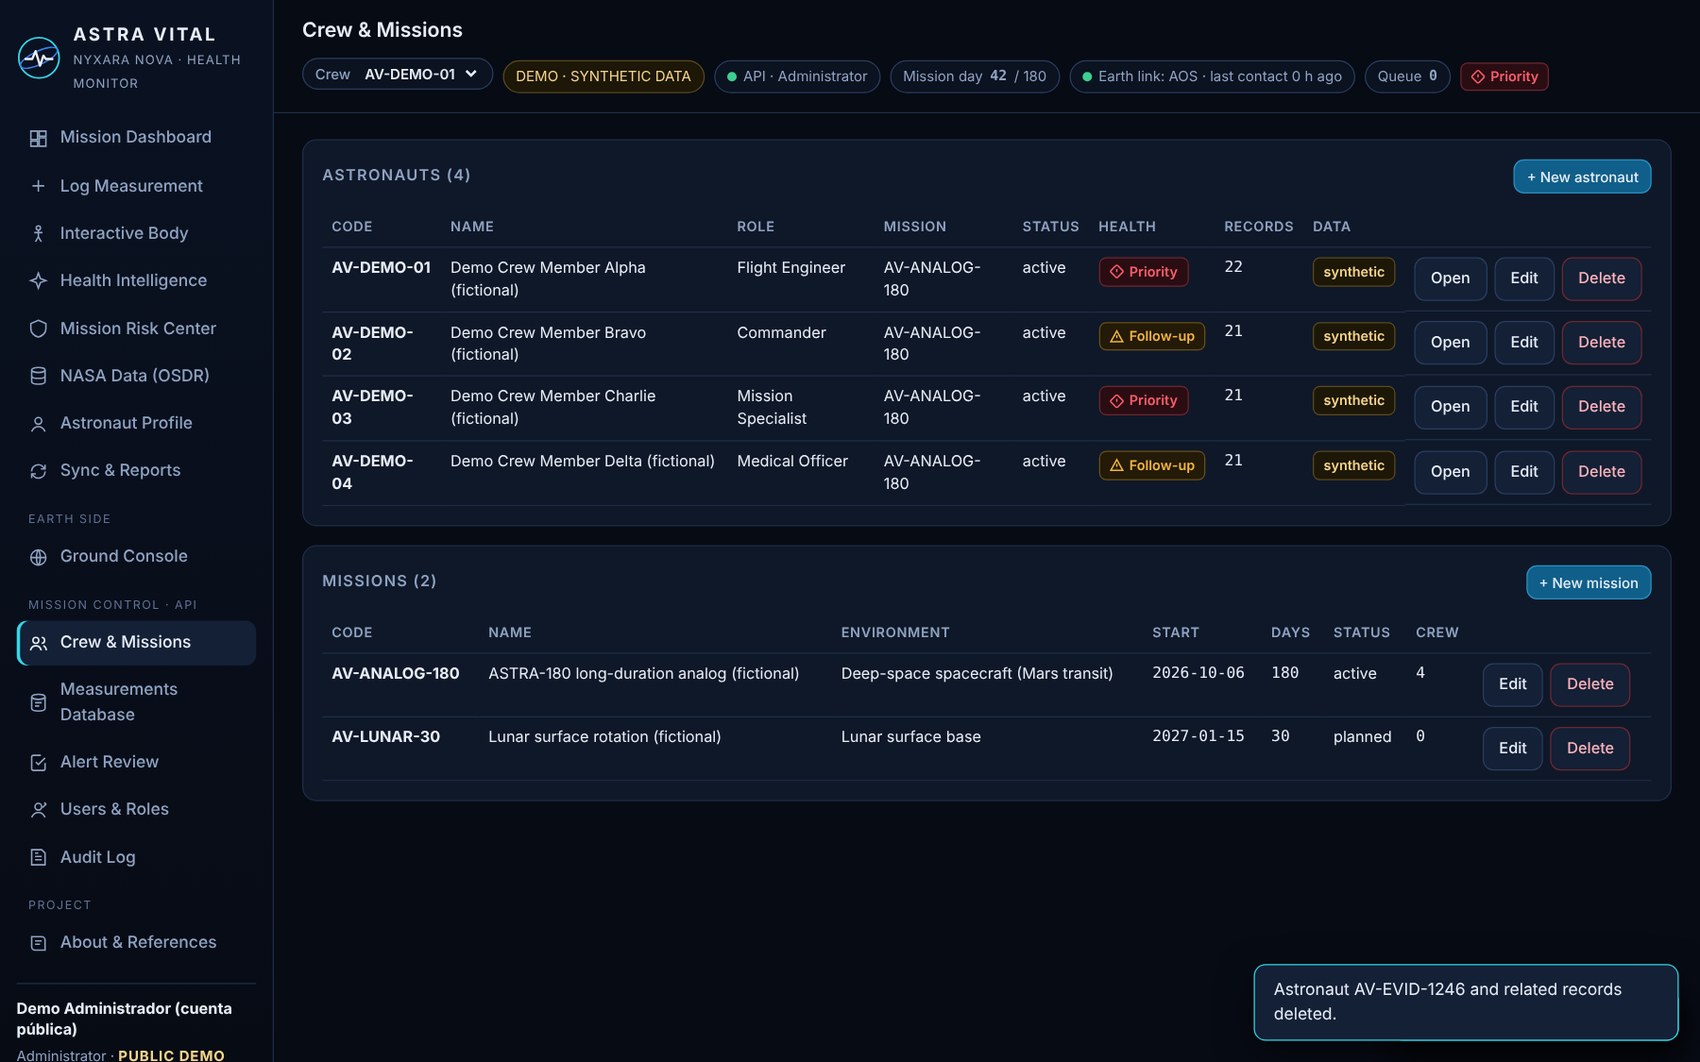 ASTRA VITAL
NYXARA NOVA · HEALTH
MONITOR
Mission Dashboard
Log Measurement
Interactive Body
Health Intelligence
Mission Risk Center
NASA Data (OSDR)
Astronaut Profile
Sync & Reports
EARTH SIDE
Ground Console
MISSION CONTROL · API
Crew & Missions
Measurements
Database
Alert Review
Users & Roles
Audit Log
PROJECT
About & References
Demo Administrador (cuenta
pública)
Administrator · PUBLIC DEMO
Crew & Missions
Crew AV-DEMO-01 DEMO · SYNTHETIC DATA API · Administrator Mission day 42 / 180 Earth link: AOS · last contact 0 h ago Queue 0 Priority
ASTRONAUTS (4) + New astronaut
CODE NAME ROLE MISSION STATUS HEALTH RECORDS DATA
AV-DEMO-01 Demo Crew Member Alpha Flight Engineer AV-ANALOG- active Priority 22 synthetic Open Edit Delete
(fictional) 180
AV-DEMO- Demo Crew Member Bravo Commander AV-ANALOG- active Follow-up 21 synthetic Open Edit Delete
02 (fictional) 180
AV-DEMO- Demo Crew Member Charlie Mission AV-ANALOG- active Priority 21 synthetic Open Edit Delete
03 (fictional) Specialist 180
AV-DEMO- Demo Crew Member Delta (fictional) Medical Officer AV-ANALOG- active Follow-up 21 synthetic Open Edit Delete
04 180
MISSIONS (2) + New mission
CODE NAME ENVIRONMENT START DAYS STATUS CREW
AV-ANALOG-180 ASTRA-180 long-duration analog (fictional) Deep-space spacecraft (Mars transit) 2026-10-06 180 active 4 Edit Delete
AV-LUNAR-30 Lunar surface rotation (fictional) Lunar surface base 2027-01-15 30 planned 0 Edit Delete
Astronaut AV-EVID-1246 and related records
deleted.